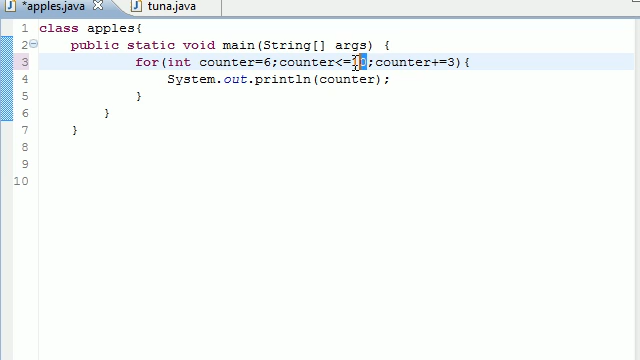 *apples.java tuna.java
1 class apples{
2 public static void main(String[] args) {
3 for(int counter=6;counter<=10;counter+=3){
4 System.out.println(counter);
5 }
6 }
7 }
8
9
10